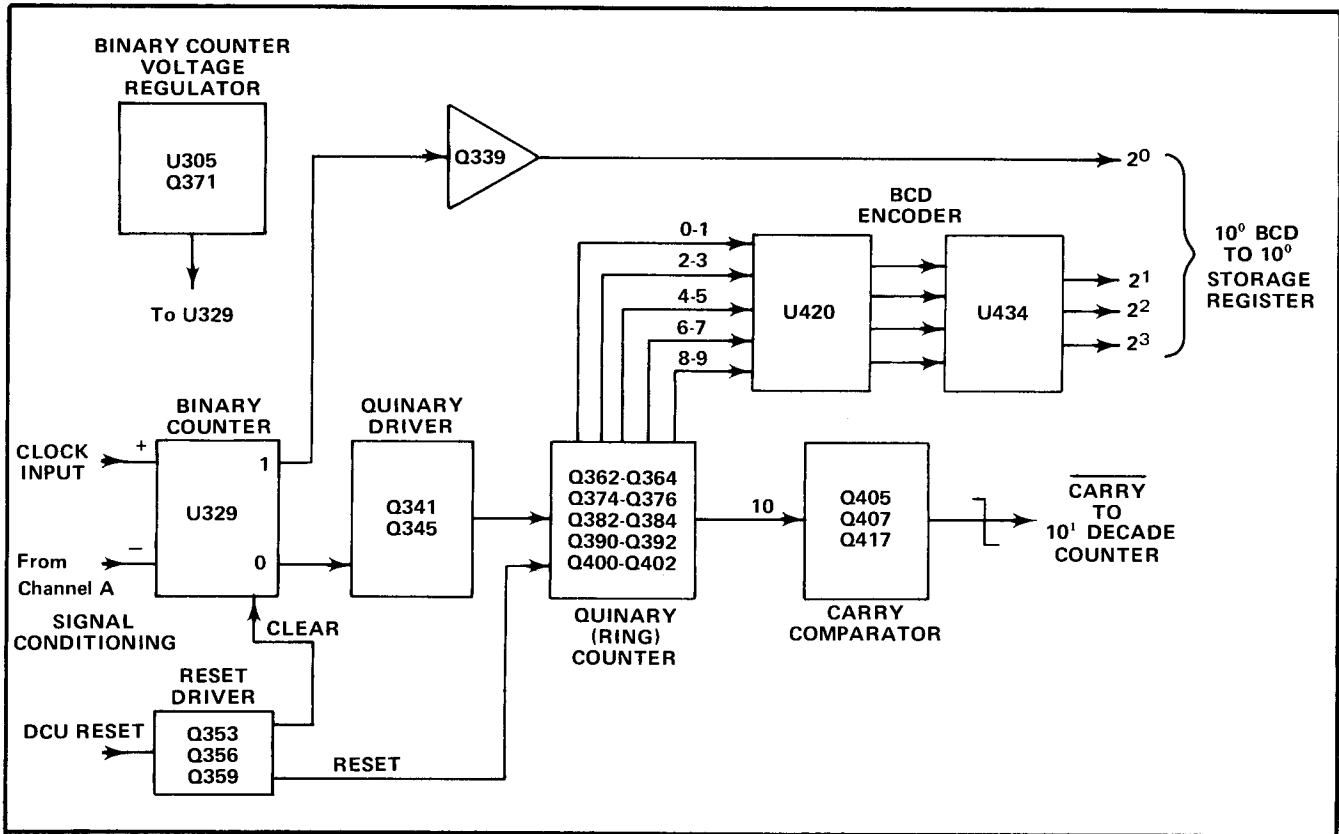 BINARY COUNTER
VOLTAGE
REGULATOR
U305
Q371
To U329
Q339
2⁰
BCD
ENCODER
0-1
2-3
4-5
6-7
8-9
U420
U434
2¹
2²
2³
10⁰ BCD
TO 10⁰
STORAGE
REGISTER
BINARY
COUNTER
CLOCK
INPUT
+
1
U329
−
0
From
Channel A
SIGNAL
CONDITIONING
CLEAR
QUINARY
DRIVER
Q341
Q345
Q362-Q364
Q374-Q376
Q382-Q384
Q390-Q392
Q400-Q402
QUINARY
(RING)
COUNTER
10
Q405
Q407
Q417
CARRY
COMPARATOR
CARRY
TO
10¹ DECADE
COUNTER
RESET
DRIVER
DCU RESET
Q353
Q356
Q359
RESET